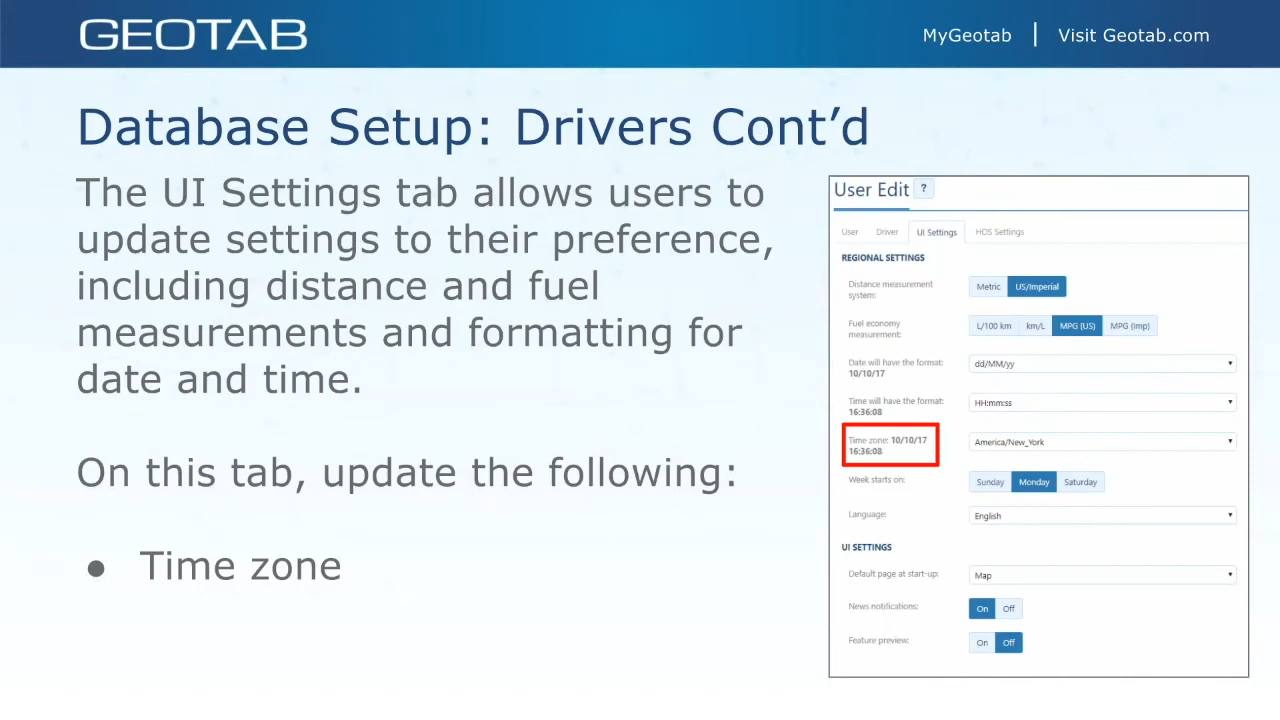 GEOTAB
MyGeotab | Visit Geotab.com
Database Setup: Drivers Cont’d
The UI Settings tab allows users to
update settings to their preference,
including distance and fuel
measurements and formatting for
date and time.
On this tab, update the following:
● Time zone
User Edit ?
User Driver UI Settings HOS Settings
REGIONAL SETTINGS
Distance measurement
system:
Metric US/Imperial
Fuel economy
measurement:
L/100 km km/L MPG (US) MPG (Imp)
Date will have the format:
10/10/17
dd/MM/yy
Time will have the format:
16:36:08
HH:mm:ss
Time zone: 10/10/17
16:36:08
America/New_York
Week starts on:
Sunday Monday Saturday
Language:
English
UI SETTINGS
Default page at start-up:
Map
News notifications:
On Off
Feature preview:
On Off